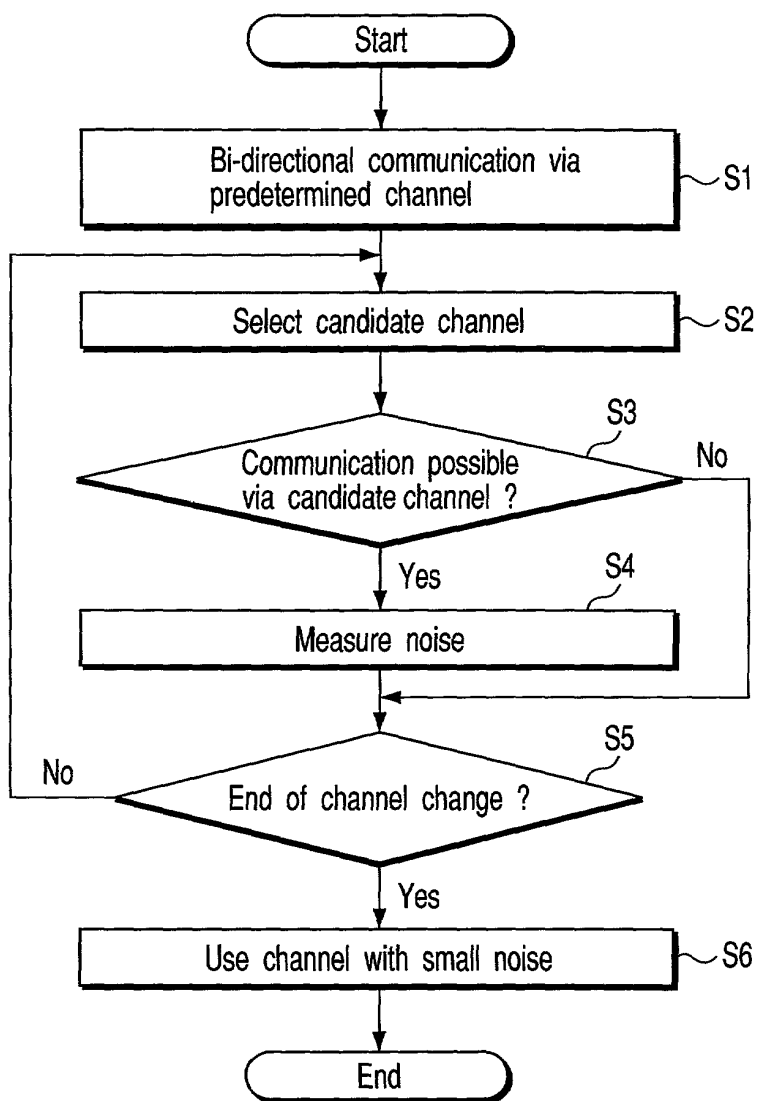 Start
Bi-directional communication via
predetermined channel
S1
Select candidate channel
S2
S3
Communication possible
via candidate channel ?
No
Yes
S4
Measure noise
S5
No
End of channel change ?
Yes
Use channel with small noise
S6
End